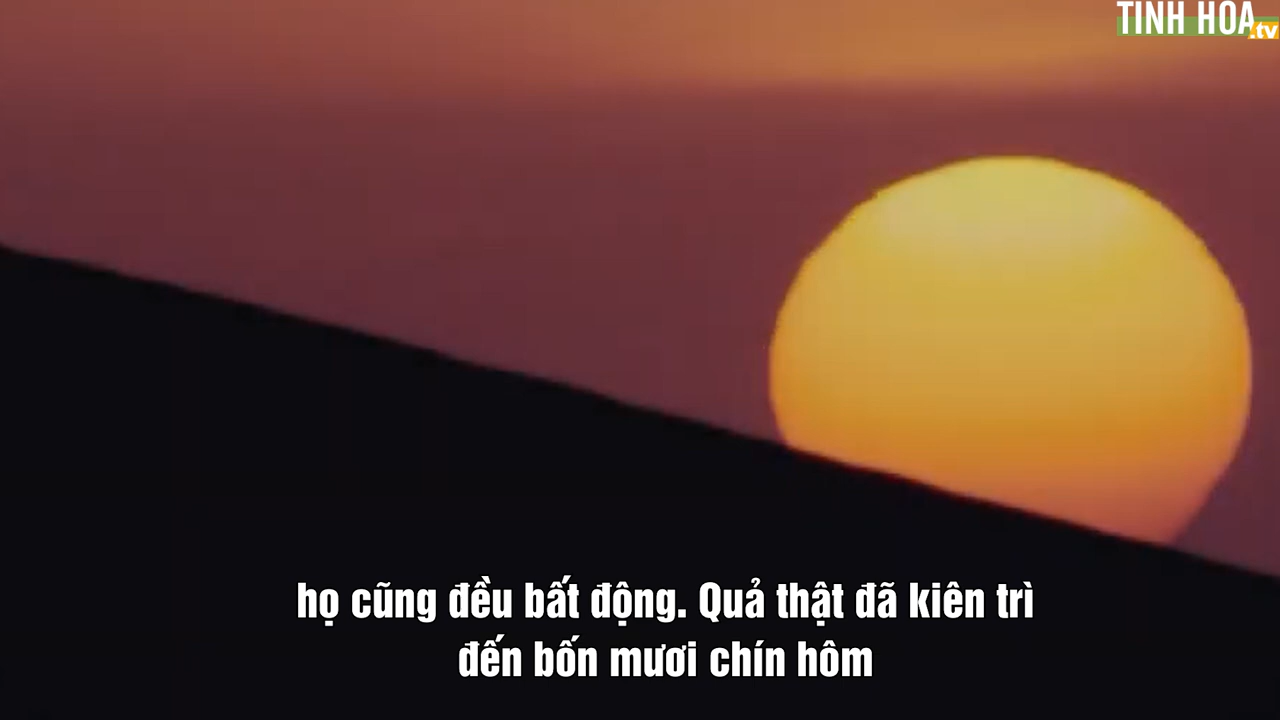 TINH HOA
.tv
họ cũng đều bất động. Quả thật đã kiên trì
đến bốn mươi chín hôm